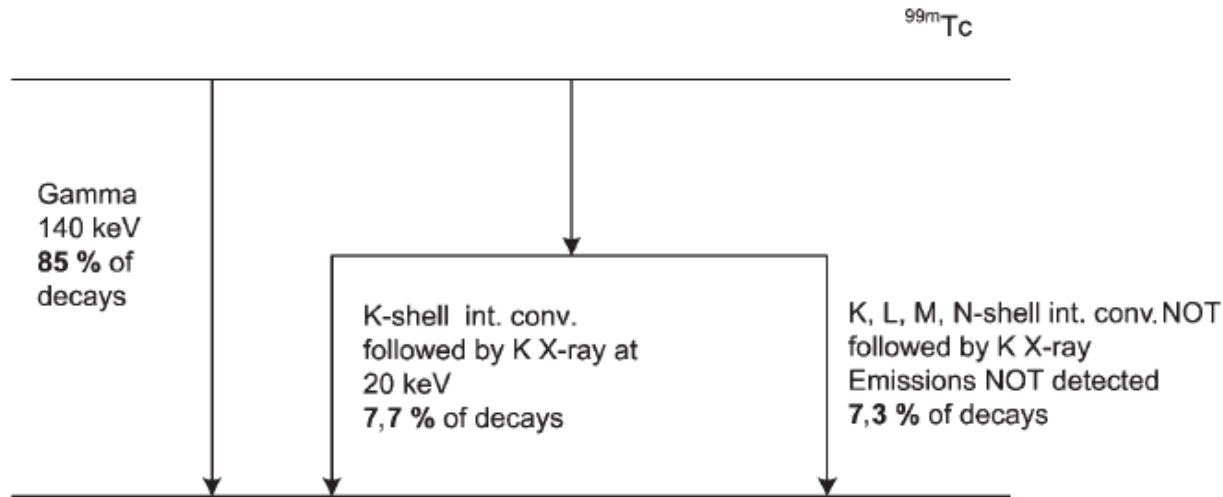 99mTc
Gamma
140 keV
85 % of
decays
K-shell int. conv.
followed by K X-ray at
20 keV
7,7 % of decays
K, L, M, N-shell int. conv. NOT
followed by K X-ray
Emissions NOT detected
7,3 % of decays